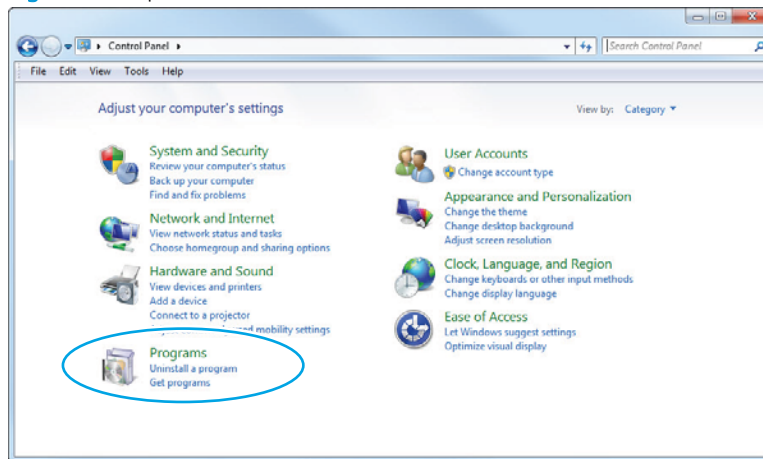 Control Panel
Search Control Panel
File Edit View Tools Help
Adjust your computer's settings
View by: Category
System and Security
Review your computer's status
Back up your computer
Find and fix problems
Network and Internet
View network status and tasks
Choose homegroup and sharing options
Hardware and Sound
View devices and printers
Add a device
Connect to a projector
mobility settings
Programs
Uninstall a program
Get programs
User Accounts
Change account type
Appearance and Personalization
Change the theme
Change desktop background
Adjust screen resolution
Clock, Language, and Region
Change keyboards or other input methods
Change display language
Ease of Access
Let Windows suggest settings
Optimize visual display